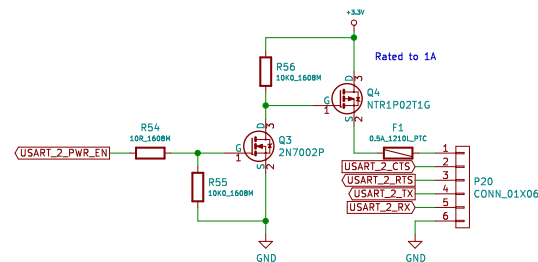 +3.3V
Rated to 1A
R56
10K0_1608M
D
3
Q4
G
1
NTR1P02T1G
S
2
R54
10R_1608M
D
3
Q3
G
1
2N7002P
S
2
F1
0.5A_1210L_PTC
USART_2_PWR_EN
1
USART_2_CTS
2
USART_2_RTS
3
USART_2_TX
4
USART_2_RX
5
6
P20
CONN_01X06
R55
10K0_1608M
GND
GND